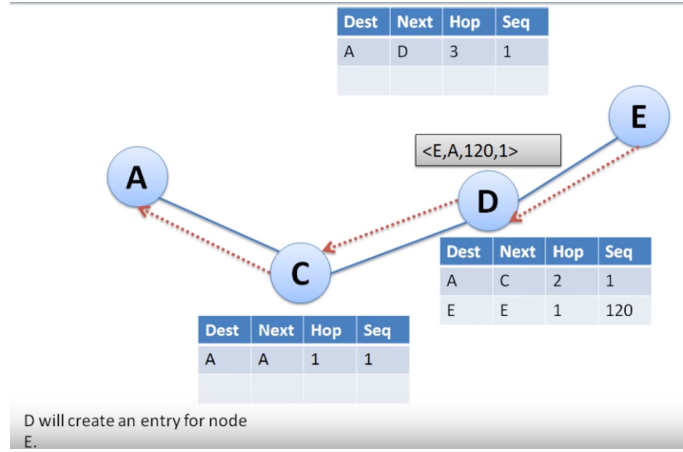 Dest Next Hop Seq
A D 3 1
E
<E,A,120,1>
A
D
C
Dest Next Hop Seq
A C 2 1
E E 1 120
Dest Next Hop Seq
A A 1 1
D will create an entry for node
E.